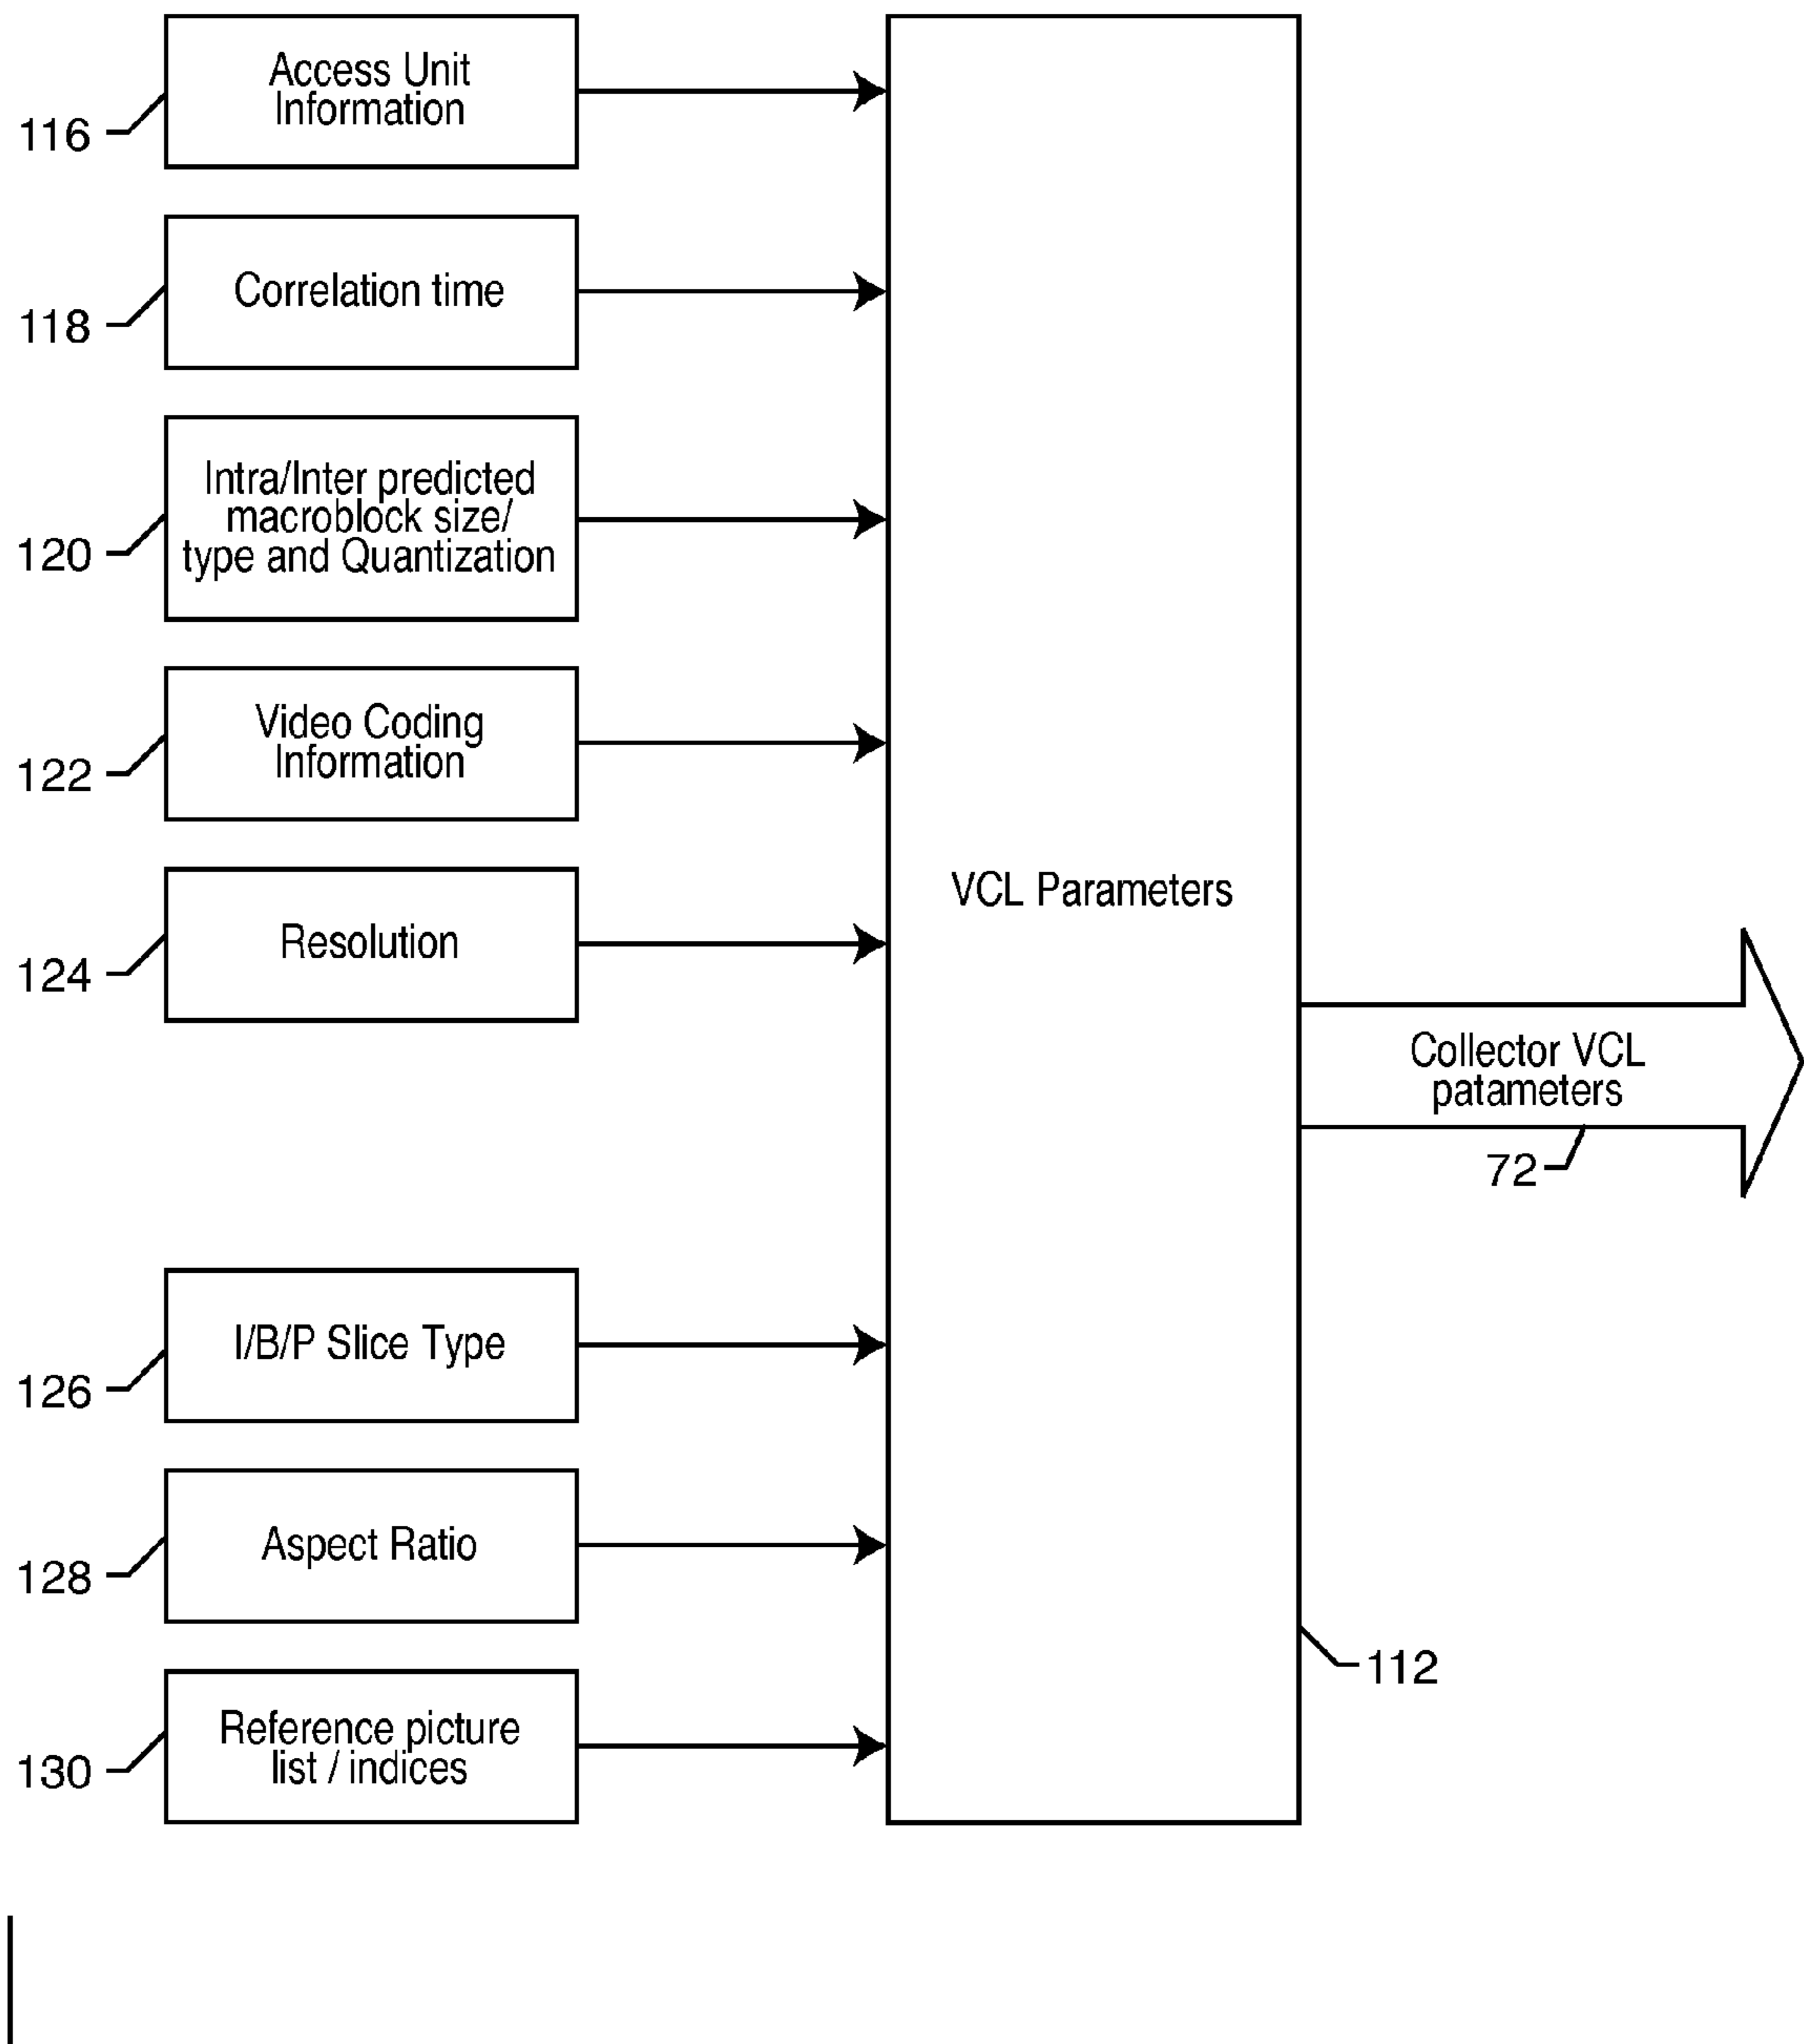 Access Unit
Information
116
Correlation time
118
Intra/Inter predicted
macroblock size/
type and Quantization
120
Video Coding
Information
122
Resolution
124
VCL Parameters
Collector VCL
patameters
72
I/B/P Slice Type
126
Aspect Ratio
128
112
Reference picture
list / indices
130